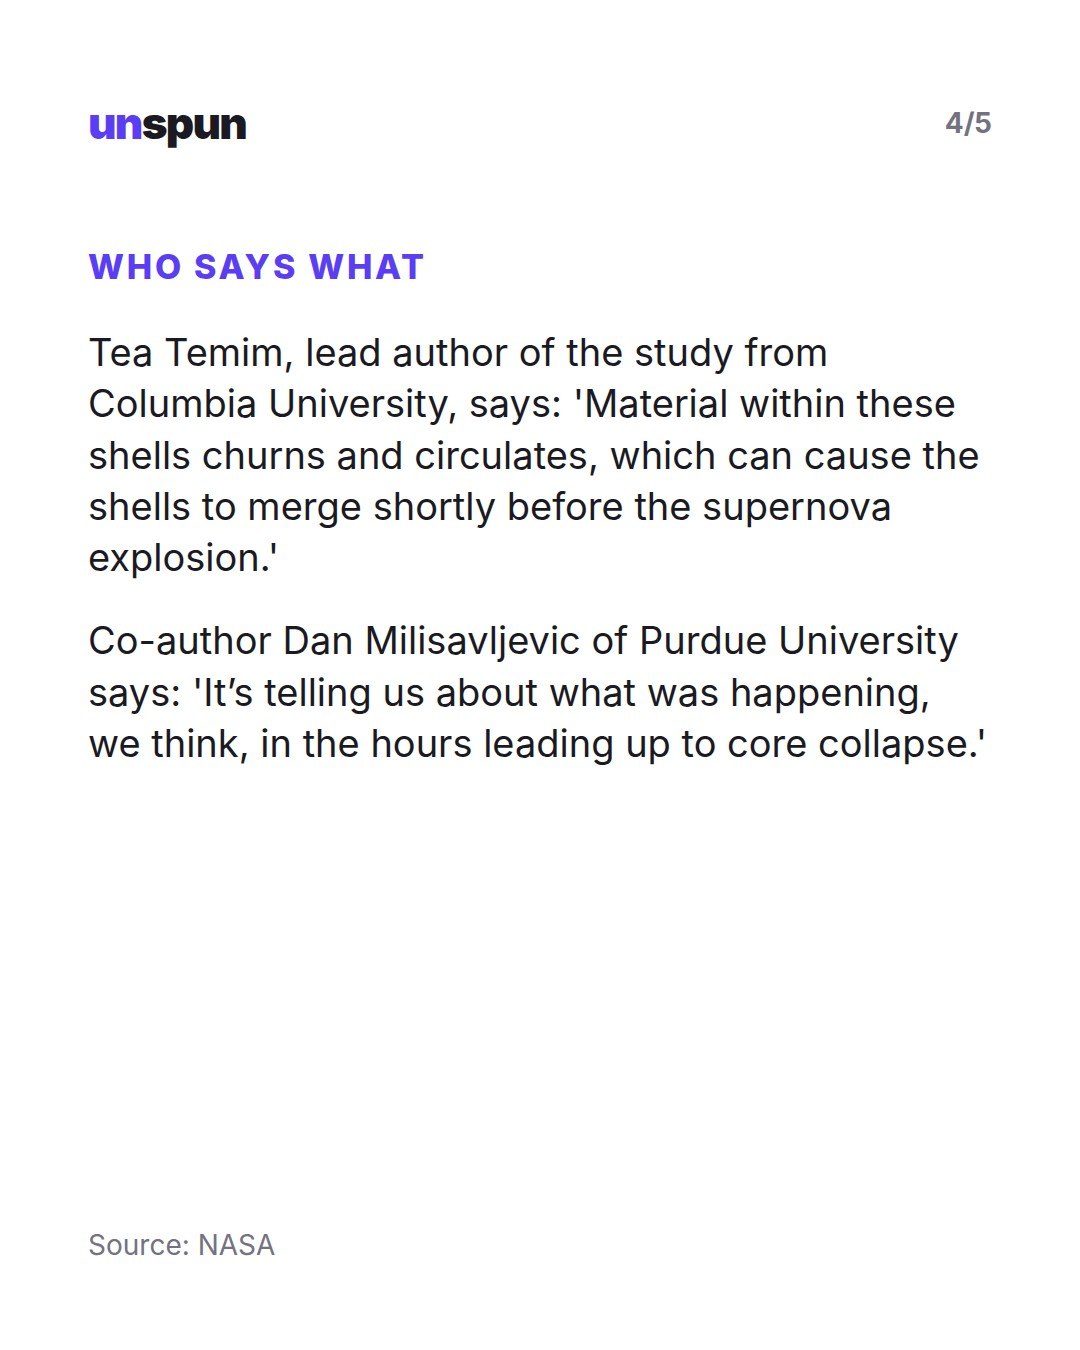 unspun
4/5
WHO SAYS WHAT
Tea Temim, lead author of the study from
Columbia University, says: 'Material within these
shells churns and circulates, which can cause the
shells to merge shortly before the supernova
explosion.'
Co-author Dan Milisavljevic of Purdue University
says: 'It’s telling us about what was happening,
we think, in the hours leading up to core collapse.'
Source: NASA